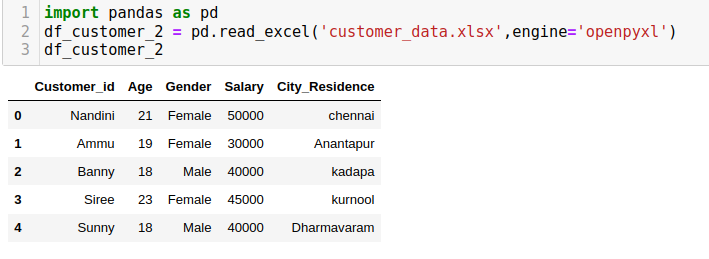 1 import pandas as pd
2 df_customer_2 = pd.read_excel('customer_data.xlsx',engine='openpyxl')
3 df_customer_2
Customer_id Age Gender Salary City_Residence
0 Nandini 21 Female 50000 chennai
1 Ammu 19 Female 30000 Anantapur
2 Banny 18 Male 40000 kadapa
3 Siree 23 Female 45000 kurnool
4 Sunny 18 Male 40000 Dharmavaram